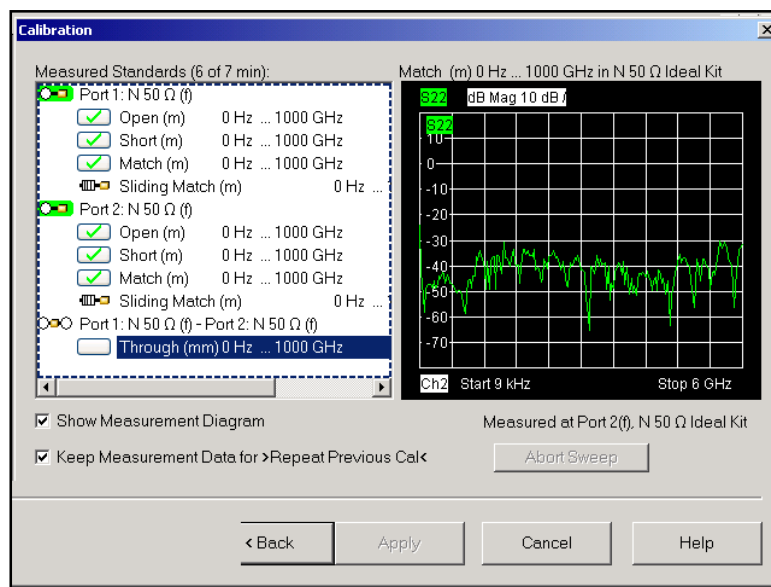 Calibration
Measured Standards (6 of 7 min):
Port 1: N 50 Ω (f)
Open (m) 0 Hz ... 1000 GHz
Short (m) 0 Hz ... 1000 GHz
Match (m) 0 Hz ... 1000 GHz
Sliding Match (m) 0 Hz ...
Port 2: N 50 Ω (f)
Open (m) 0 Hz ... 1000 GHz
Short (m) 0 Hz ... 1000 GHz
Match (m) 0 Hz ... 1000 GHz
Sliding Match (m) 0 Hz ...
Port 1: N 50 Ω (f) - Port 2: N 50 Ω (f)
Through (mm) 0 Hz ... 1000 GHz
Match (m) 0 Hz ... 1000 GHz in N 50 Ω Ideal Kit
S22 dB Mag 10 dB /
S22
10
0
-10
-20
-30
-40
-50
-60
-70
Ch2 Start 9 kHz Stop 6 GHz
Show Measurement Diagram
Measured at Port 2(f), N 50 Ω Ideal Kit
Keep Measurement Data for >Repeat Previous Cal<
Abort Sweep
< Back
Apply
Cancel
Help